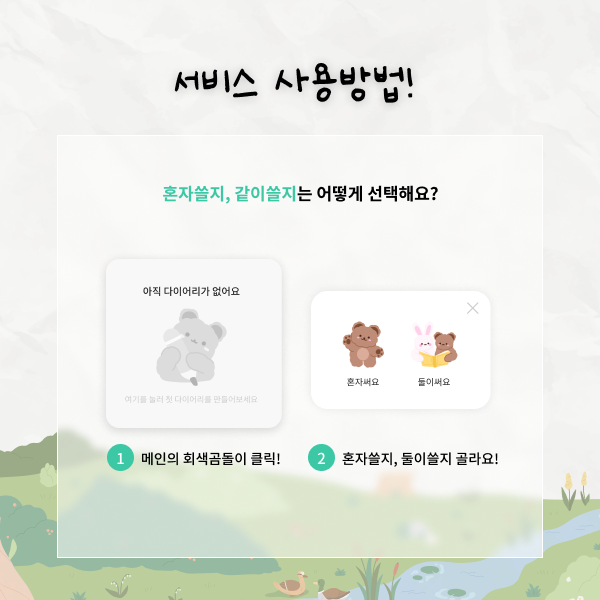 서비스 사용방법!
혼자쓸지, 같이쓸지는 어떻게 선택해요?
아직 다이어리가 없어요
여기를 눌러 첫 다이어리를 만들어보세요
혼자써요
둘이써요
1 메인의 회색곰돌이 클릭!
2 혼자쓸지, 둘이쓸지 골라요!